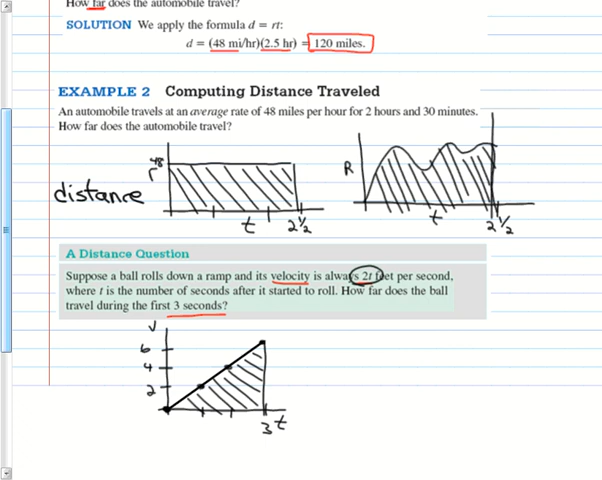 How far does the automobile travel?
SOLUTION We apply the formula d = rt:
d = (48 mi/hr)(2.5 hr) = 120 miles.
EXAMPLE 2 Computing Distance Traveled
An automobile travels at an average rate of 48 miles per hour for 2 hours and 30 minutes.
How far does the automobile travel?
48
r
R
distance
t 2 1/2
t 2 1/2
A Distance Question
Suppose a ball rolls down a ramp and its velocity is always 2t feet per second,
where t is the number of seconds after it started to roll. How far does the ball
travel during the first 3 seconds?
V
6
4
2
3 t